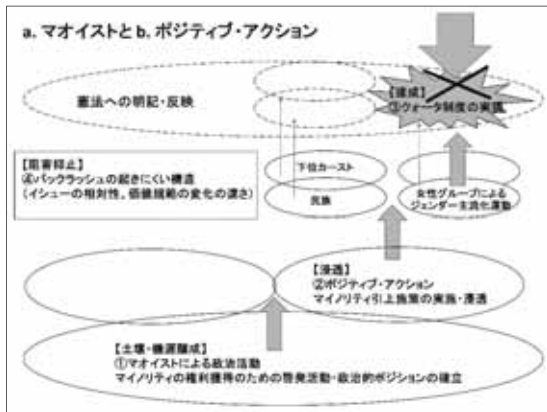 a. マオイストとb. ポジティブ・アクション
憲法への明記・反映
【達成】
③クォータ制度の実施
【阻害抑止】
④バックラッシュの起きにくい構造
(イシューの相対性、価値規範の変化の深さ)
下位カースト
民族
女性グループによる
ジェンダー主流化運動
【浸透】
②ポジティブ・アクション
マイノリティ引上施策の実施・浸透
【土壌・機運醸成】
①マオイストによる政治活動
マイノリティの権利獲得のための啓発活動・政治的ポジションの確立